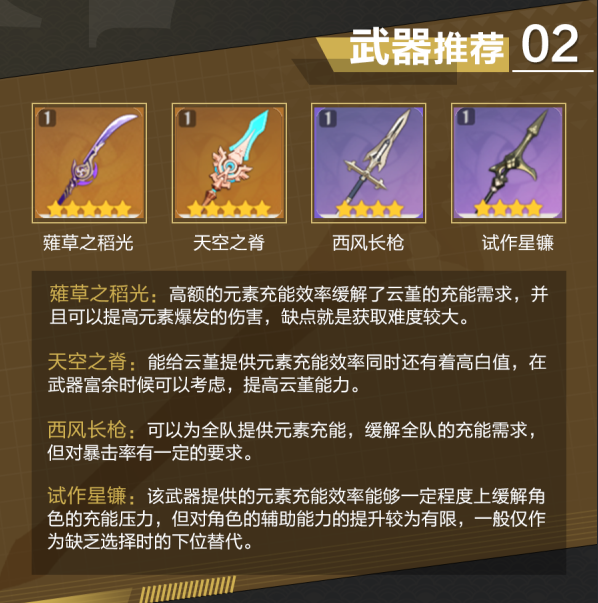 武器推荐 02
1 1 1 1
薙草之稻光 天空之脊 西风长枪 试作星镰
薙草之稻光：高额的元素充能效率缓解了云堇的充能需求，并
且可以提高元素爆发的伤害，缺点就是获取难度较大。
天空之脊：能给云堇提供元素充能效率同时还有着高白值，在
武器富余时候可以考虑，提高云堇能力。
西风长枪：可以为全队提供元素充能，缓解全队的充能需求，
但对暴击率有一定的要求。
试作星镰：该武器提供的元素充能效率能够一定程度上缓解角
色的充能压力，但对角色的辅助能力的提升较为有限，一般仅作
为缺乏选择时的下位替代。